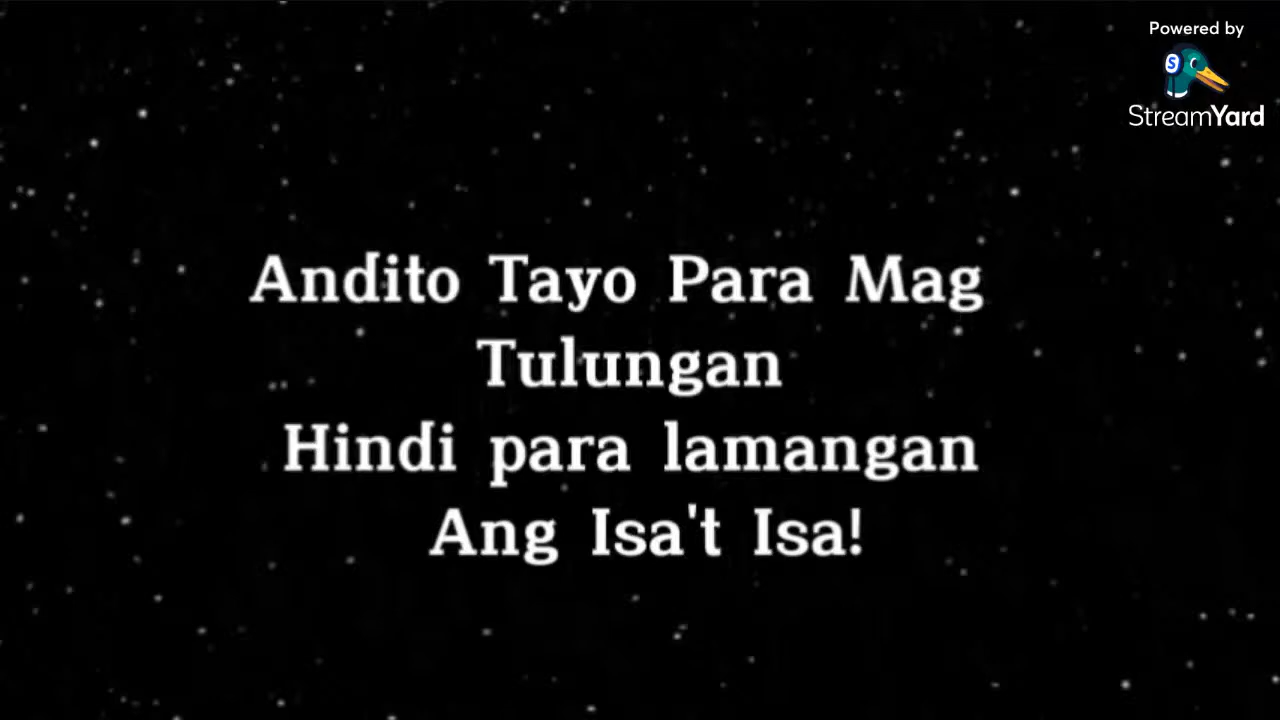 Powered by
S
StreamYard
Andito Tayo Para Mag
Tulungan
Hindi para lamangan
Ang Isa't Isa!